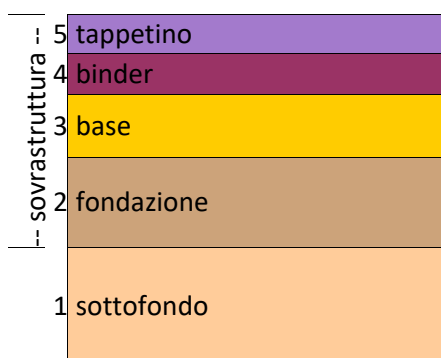 5 tappetino
4 binder
3 base
2 fondazione
1 sottofondo
-- sovrastruttura --